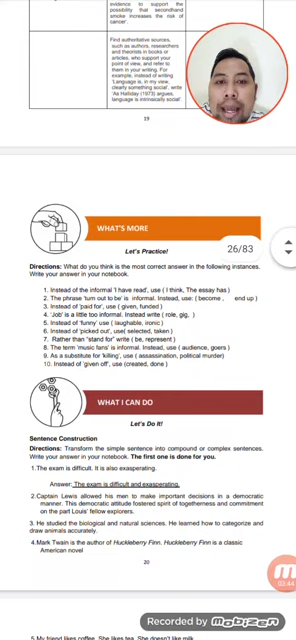 evidence to support the
possibility that secondhand
smoke increases the risk of
cancer'.
Find authoritative sources,
such as authors, researchers
and theorists in books or
articles, who support your
point of view, and refer to
them in your writing. For
example, instead of writing
'Language is, in my view,
clearly something social', write
'As Halliday (1973) argues,
language is intrinsically social'.
19
WHAT'S MORE
26/83
Let's Practice!
Directions: What do you think is the most correct answer in the following instances.
Write your answer in your notebook.
1. Instead of the informal 'I have read', use ( I think, The essay has)
2. The phrase 'turn out to be' is informal. Instead, use: ( become , end up )
3. Instead of 'paid for', use ( given, funded )
4. 'Job' is a little too informal. Instead, write ( role, gig, )
5. Instead of 'funny' use ( laughable, ironic )
6. Instead of 'picked out', use( selected, taken )
7. Rather than 'stand for' write ( be, represent )
8. The term 'music fans' is informal. Instead, use ( audience, goers )
9. As a substitute for 'killing', use ( assassination, political murder)
10. Instead of 'given off', use ( created, done )
WHAT I CAN DO
Let's Do It!
Sentence Construction
Directions: Transform the simple sentence into compound or complex sentences.
Write your answer in your notebook. The first one is done for you.
1.The exam is difficult. It is also exasperating.
Answer: The exam is difficult and exasperating.
2.Captain Lewis allowed his men to make important decisions in a democratic
manner. This democratic attitude fostered spirit of togetherness and commitment
on the part Louis' fellow explorers.
3. He studied the biological and natural sciences. He learned how to categorize and
draw animals accurately.
4.Mark Twain is the author of Huckleberry Finn. Huckleberry Finn is a classic
American novel
20
03:44
Recorded by Mobizen
5.My friend likes coffee. She likes tea. She doesn't like milk.